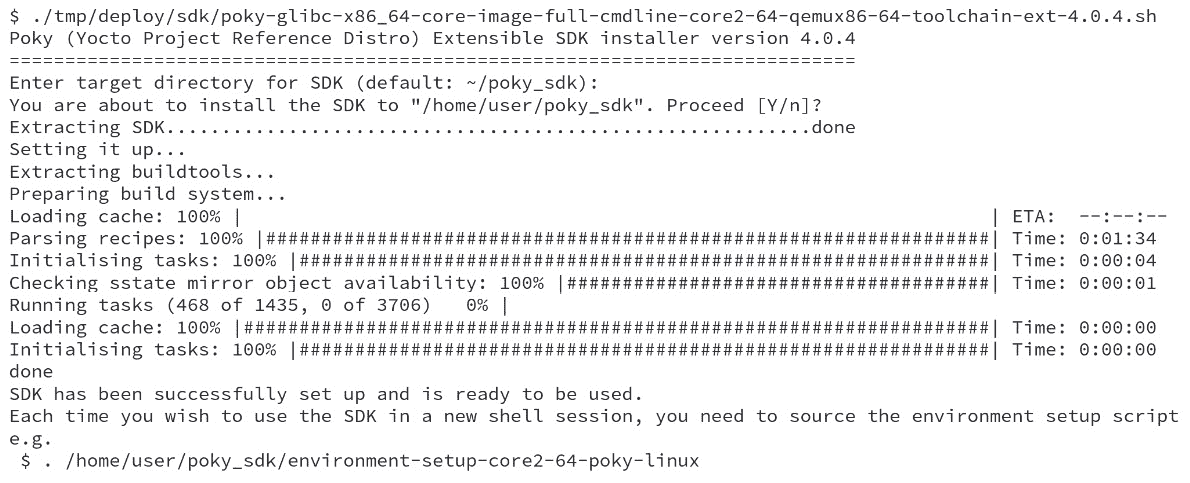 $ ./tmp/deploy/sdk/poky-glibc-x86_64-core-image-full-cmdline-core2-64-qemux86-64-toolchain-ext-4.0.4.sh
Poky (Yocto Project Reference Distro) Extensible SDK installer version 4.0.4
============================================================================
Enter target directory for SDK (default: ~/poky_sdk):
You are about to install the SDK to "/home/user/poky_sdk". Proceed [Y/n]?
Extracting SDK..........................................................done
Setting it up...
Extracting buildtools...
Preparing build system...
Loading cache: 100% |                                                                    | ETA:  --:--:--
Parsing recipes: 100% |#################################################################| Time: 0:01:34
Initialising tasks: 100% |##############################################################| Time: 0:00:04
Checking sstate mirror object availability: 100% |######################################| Time: 0:00:01
Running tasks (468 of 1435, 0 of 3706)   0% |
Loading cache: 100% |###################################################################| Time: 0:00:00
Initialising tasks: 100% |##############################################################| Time: 0:00:00
done
SDK has been successfully set up and is ready to be used.
Each time you wish to use the SDK in a new shell session, you need to source the environment setup script
e.g.
 $ . /home/user/poky_sdk/environment-setup-core2-64-poky-linux